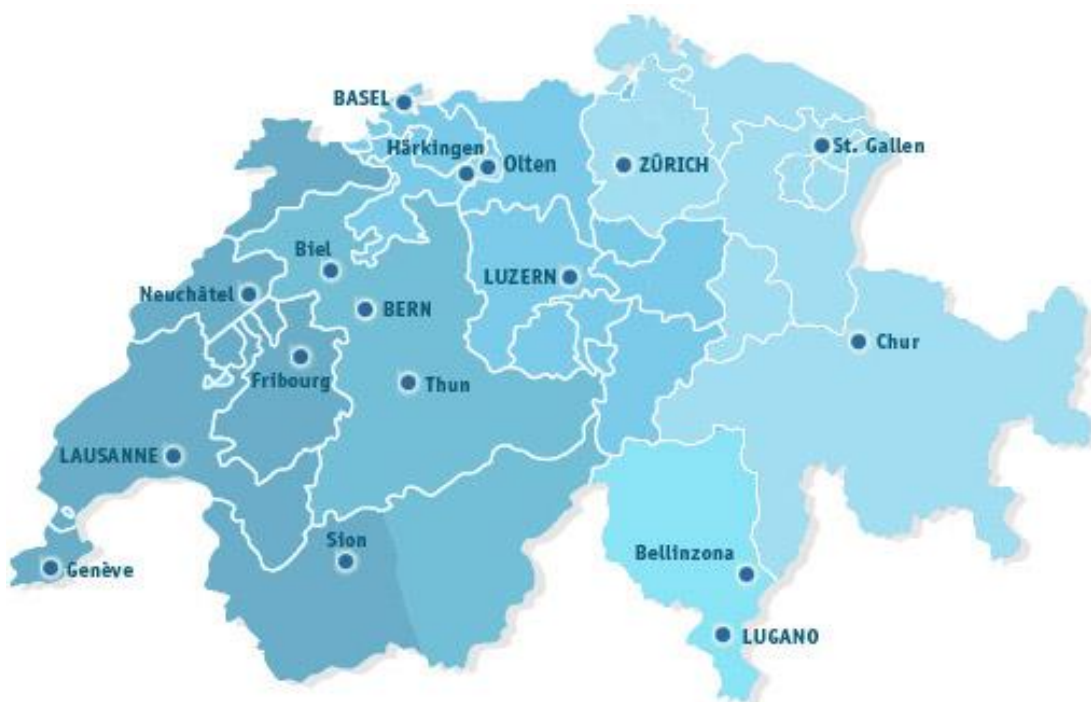 BASEL
Härkingen
Olten
ZÜRICH
St. Gallen
Biel
LUZERN
Neuchâtel
BERN
Chur
Fribourg
Thun
LAUSANNE
Sion
Bellinzona
Genève
LUGANO